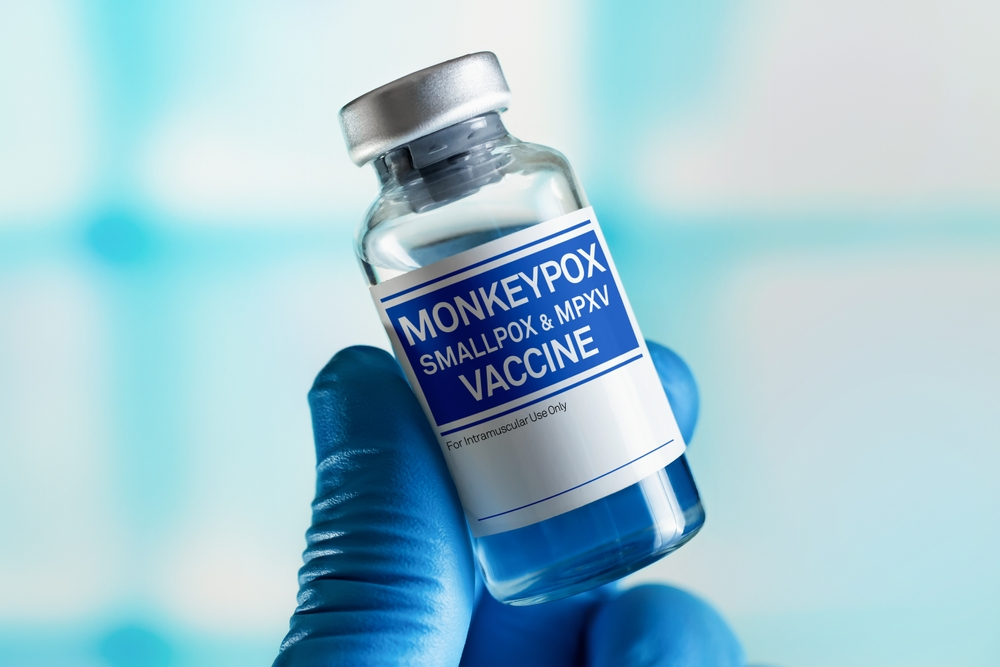 MONKEYPOX
SMALLPOX & MPXV
VACCINE
For Intramuscular Use Only